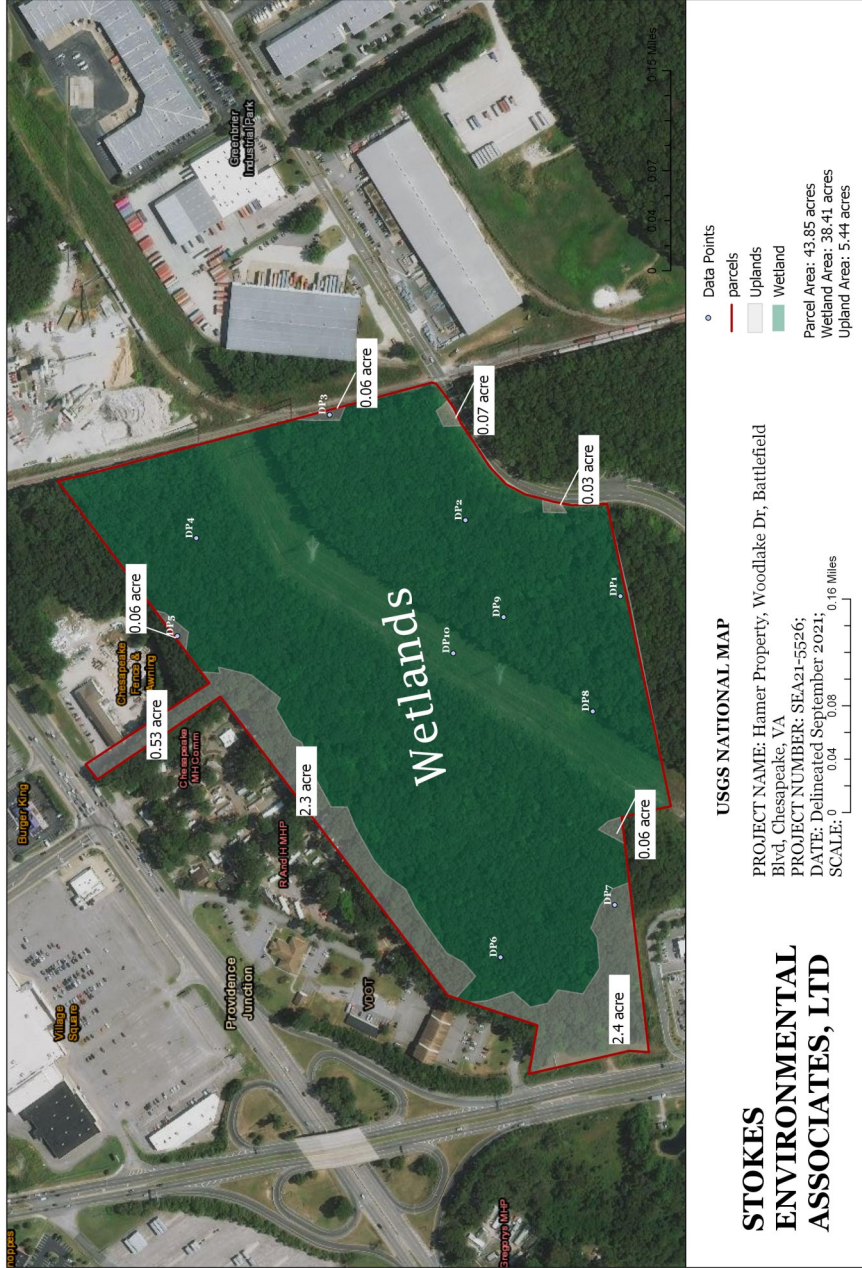 noppes
Village
Square
Burger King
Providence
Junction
VDOT
R And H MHP
Chesapeake
MH Comm
Chesapeake
Fence &
Awning
Gregorys MHP
Greenbrier
Industrial Park
0.53 acre
0.06 acre
2.3 acre
2.4 acre
0.06 acre
0.03 acre
0.07 acre
0.06 acre
DP5
DP4
DP3
DP2
DP9
DP10
DP1
DP8
DP7
DP6
Wetlands
0 0.04 0.07 0.15 Miles
STOKES
ENVIRONMENTAL
ASSOCIATES, LTD
USGS NATIONAL MAP
PROJECT NAME: Hamer Property, Woodlake Dr, Battlefield
Blvd, Chesapeake, VA
PROJECT NUMBER: SEA21-5526;
DATE: Delineated September 2021;
SCALE: 0 0.04 0.08 0.16 Miles
Data Points
parcels
Uplands
Wetland
Parcel Area: 43.85 acres
Wetland Area: 38.41 acres
Upland Area: 5.44 acres